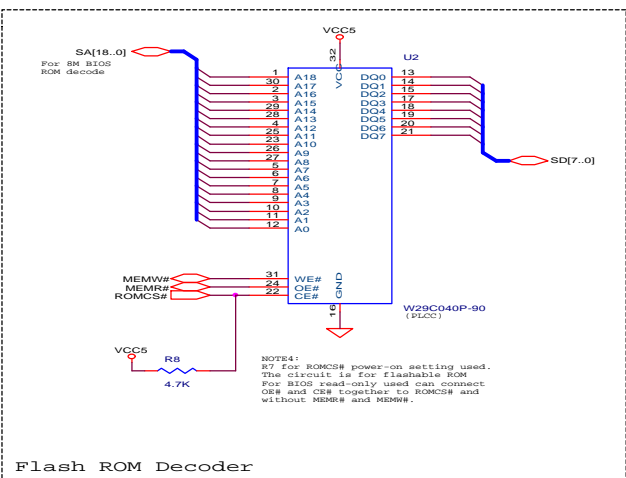 VCC5
SA[18..0]
For 8M BIOS
ROM decode
U2
32
VCC
1 A18
30 A17
2 A16
3 A15
29 A14
28 A13
4 A12
25 A11
23 A10
26 A9
27 A8
5 A7
6 A6
7 A5
8 A4
9 A3
10 A2
11 A1
12 A0
DQ0 13
DQ1 14
DQ2 15
DQ3 17
DQ4 18
DQ5 19
DQ6 20
DQ7 21
SD[7..0]
MEMW# 31 WE#
MEMR# 24 OE#
ROMCS# 22 CE#
GND
16
W29C040P-90
(PLCC)
VCC5
R8
4.7K
NOTE4:
R7 for ROMCS# power-on setting used.
The circuit is for flashable ROM
For BIOS read-only used can connect
OE# and CE# together to ROMCS# and
without MEMR# and MEMW#.
Flash ROM Decoder